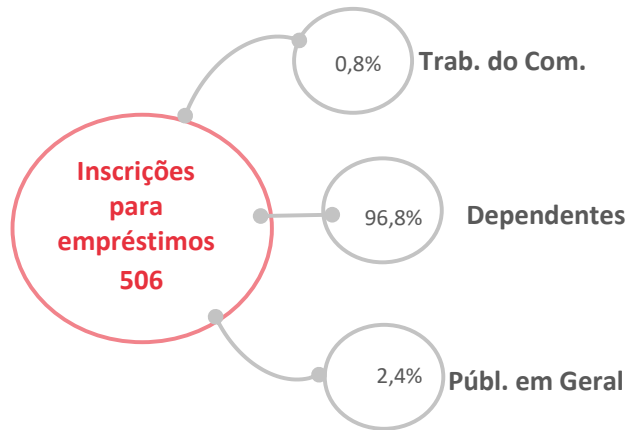 Inscrições
para
empréstimos
506
0,8%
Trab. do Com.
96,8%
Dependentes
2,4%
Públ. em Geral